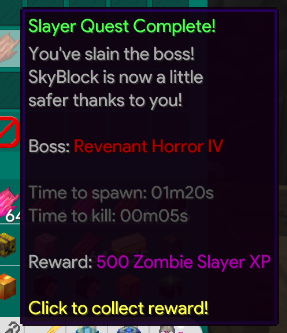 Slayer Quest Complete!
You've slain the boss!
SkyBlock is now a little
safer thanks to you!
Boss: Revenant Horror IV
Time to spawn: 01m20s
Time to kill: 00m05s
64
Reward: 500 Zombie Slayer XP
Click to collect reward!